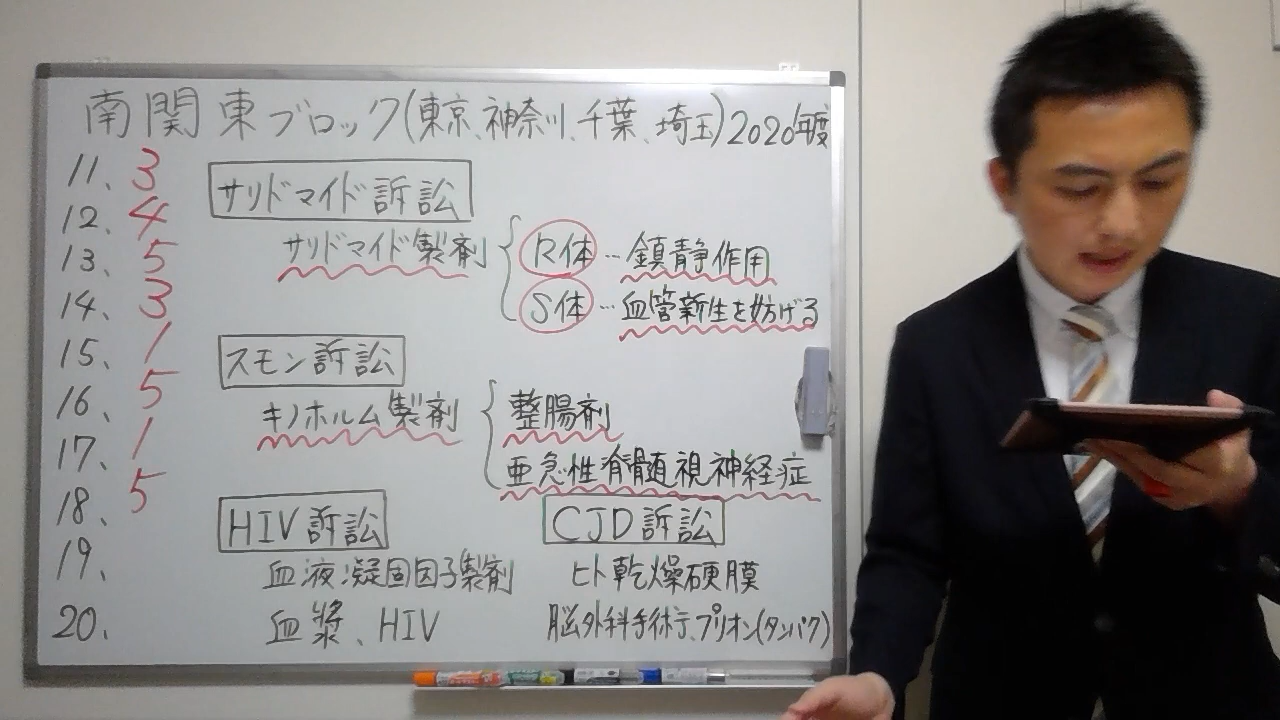 南関東ブロック(東京、神奈川、千葉、埼玉)2020年度
11、3
12、4
13、5
14、3
15、1
16、5
17、1
18、5
19、
20、
サリドマイド訴訟
サリドマイド製剤
R体…鎮静作用
S体…血管新生を妨げる
スモン訴訟
キノホルム製剤
整腸剤
亜急性脊髄視神経症
HIV訴訟
血液凝固因子製剤
血漿、HIV
CJD訴訟
ヒト乾燥硬膜
脳外科手術で、プリオン(タンパク)